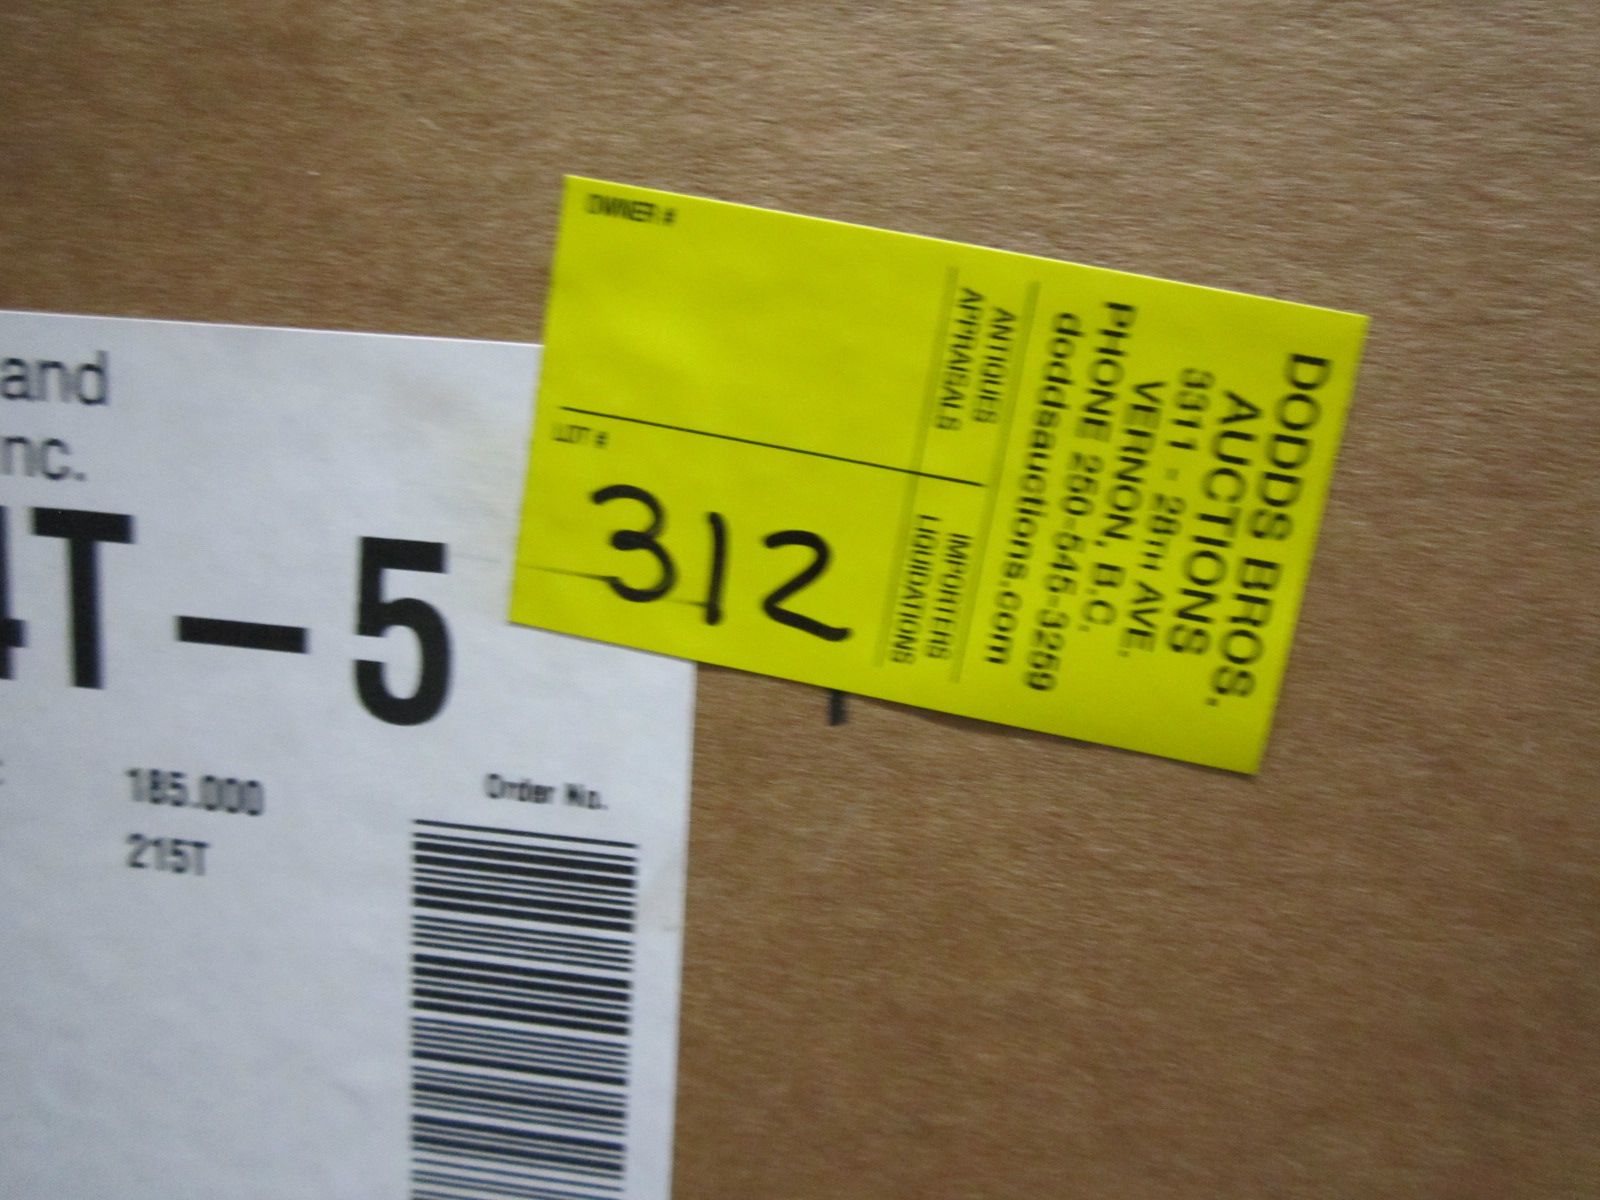 OWNER #
LOT #
312
DODDS BROS.
AUCTIONS
3311 - 28TH AVE.
VERNON, B.C.
PHONE 250-545-3259
doddsauctions.com
ANTIQUES
APPRAISALS
IMPORTERS
LIQUIDATIONS
and
nc.
4T-5
185.000
215T
Order No.